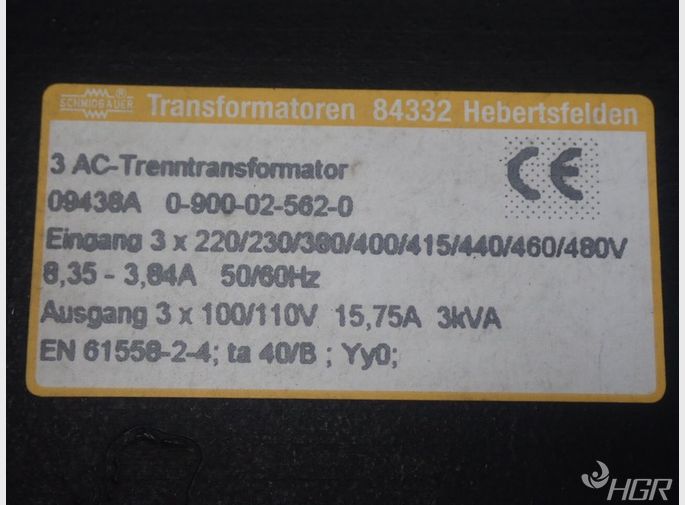 SCHMIDBAUER ® Transformatoren 84332 Hebertsfelden
3 AC-Trenntransformator
CE
09438A 0-900-02-562-0
Eingang 3 x 220/230/380/400/415/440/460/480V
8,35 - 3,84A 50/60Hz
Ausgang 3 x 100/110V 15,75A 3kVA
EN 61558-2-4; ta 40/B ; Yy0;
HGR